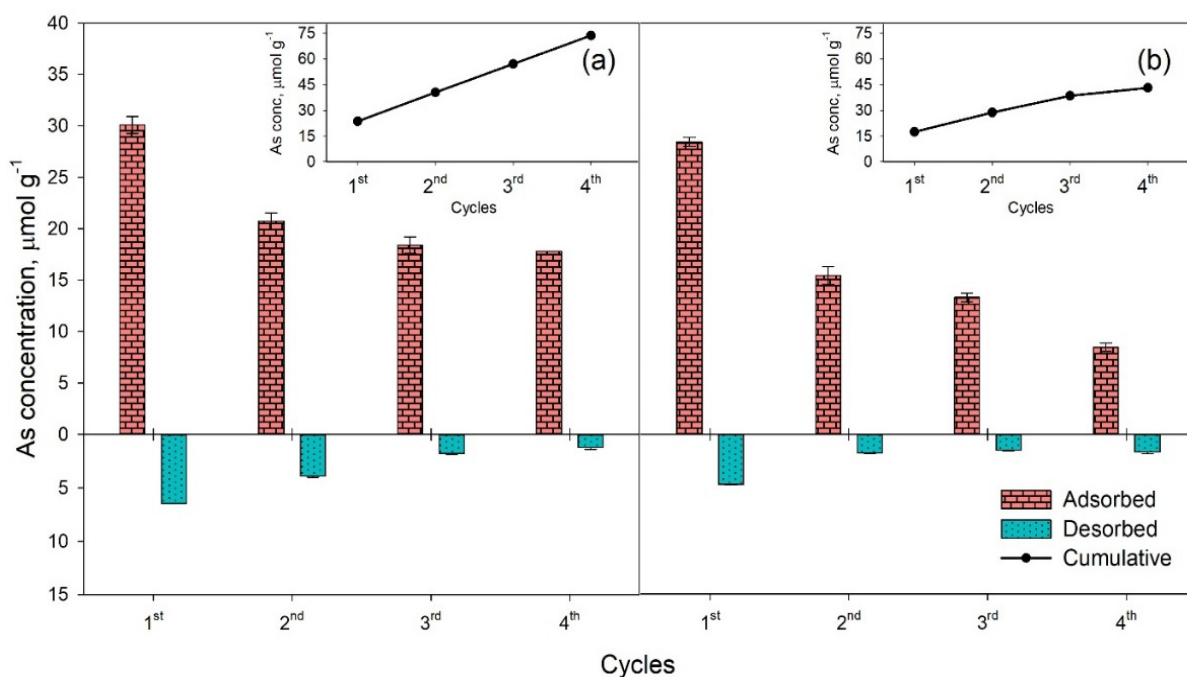 As concentration, μmol g⁻¹
40
35
30
25
20
15
10
5
0
5
10
15
As conc, μmol g⁻¹
75
60
45
30
15
0
(a)
1ˢᵗ 2ⁿᵈ 3ʳᵈ 4ᵗʰ
Cycles
As conc, μmol g⁻¹
75
60
45
30
15
0
(b)
1ˢᵗ 2ⁿᵈ 3ʳᵈ 4ᵗʰ
Cycles
Adsorbed
Desorbed
Cumulative
1ˢᵗ 2ⁿᵈ 3ʳᵈ 4ᵗʰ 1ˢᵗ 2ⁿᵈ 3ʳᵈ 4ᵗʰ
Cycles